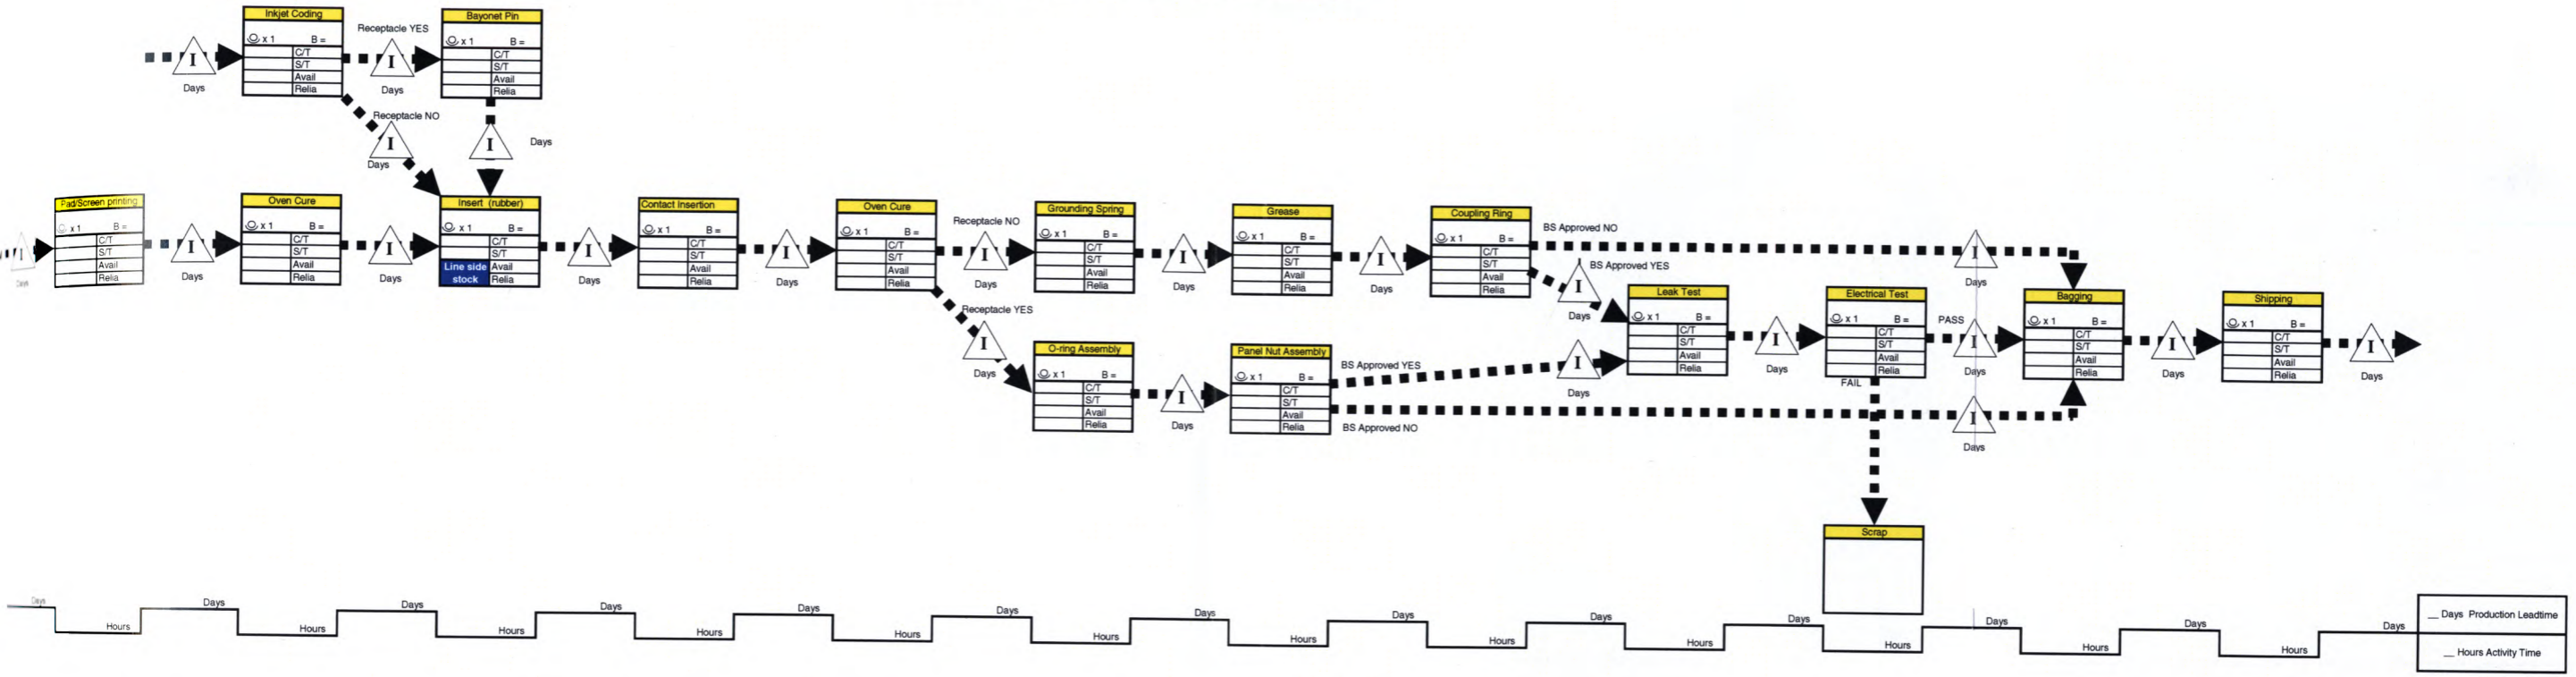 Inkjet Coding
x 1 B =
C/T
S/T
Avail
Relia
I
Days
Receptacle YES
I
Days
Bayonet Pin
x 1 B =
C/T
S/T
Avail
Relia
Receptacle NO
I
Days
I
Days
I
Days
Pad/Screen printing
x 1 B =
C/T
S/T
Avail
Relia
I
Days
Oven Cure
x 1 B =
C/T
S/T
Avail
Relia
I
Days
Insert (rubber)
x 1 B =
C/T
S/T
Line side stock
Avail
Relia
I
Days
Contact Insertion
x 1 B =
C/T
S/T
Avail
Relia
I
Days
Oven Cure
x 1 B =
C/T
S/T
Avail
Relia
Receptacle NO
I
Days
Grounding Spring
x 1 B =
C/T
S/T
Avail
Relia
I
Days
Grease
x 1 B =
C/T
S/T
Avail
Relia
I
Days
Coupling Ring
x 1 B =
C/T
S/T
Avail
Relia
BS Approved NO
I
Days
BS Approved YES
I
Days
Receptacle YES
I
Days
O-ring Assembly
x 1 B =
C/T
S/T
Avail
Relia
I
Days
Panel Nut Assembly
x 1 B =
C/T
S/T
Avail
Relia
BS Approved YES
I
Days
BS Approved NO
I
Days
Leak Test
x 1 B =
C/T
S/T
Avail
Relia
I
Days
Electrical Test
x 1 B =
C/T
S/T
Avail
Relia
PASS
I
Days
FAIL
Bagging
x 1 B =
C/T
S/T
Avail
Relia
I
Days
Shipping
x 1 B =
C/T
S/T
Avail
Relia
I
Days
Scrap
Days
Hours
Days
Hours
Days
Hours
Days
Hours
Days
Hours
Days
Hours
Days
Hours
Days
Hours
Days
Hours
Days
Hours
Days
Hours
Days
Hours
Days
__ Days Production Leadtime
__ Hours Activity Time